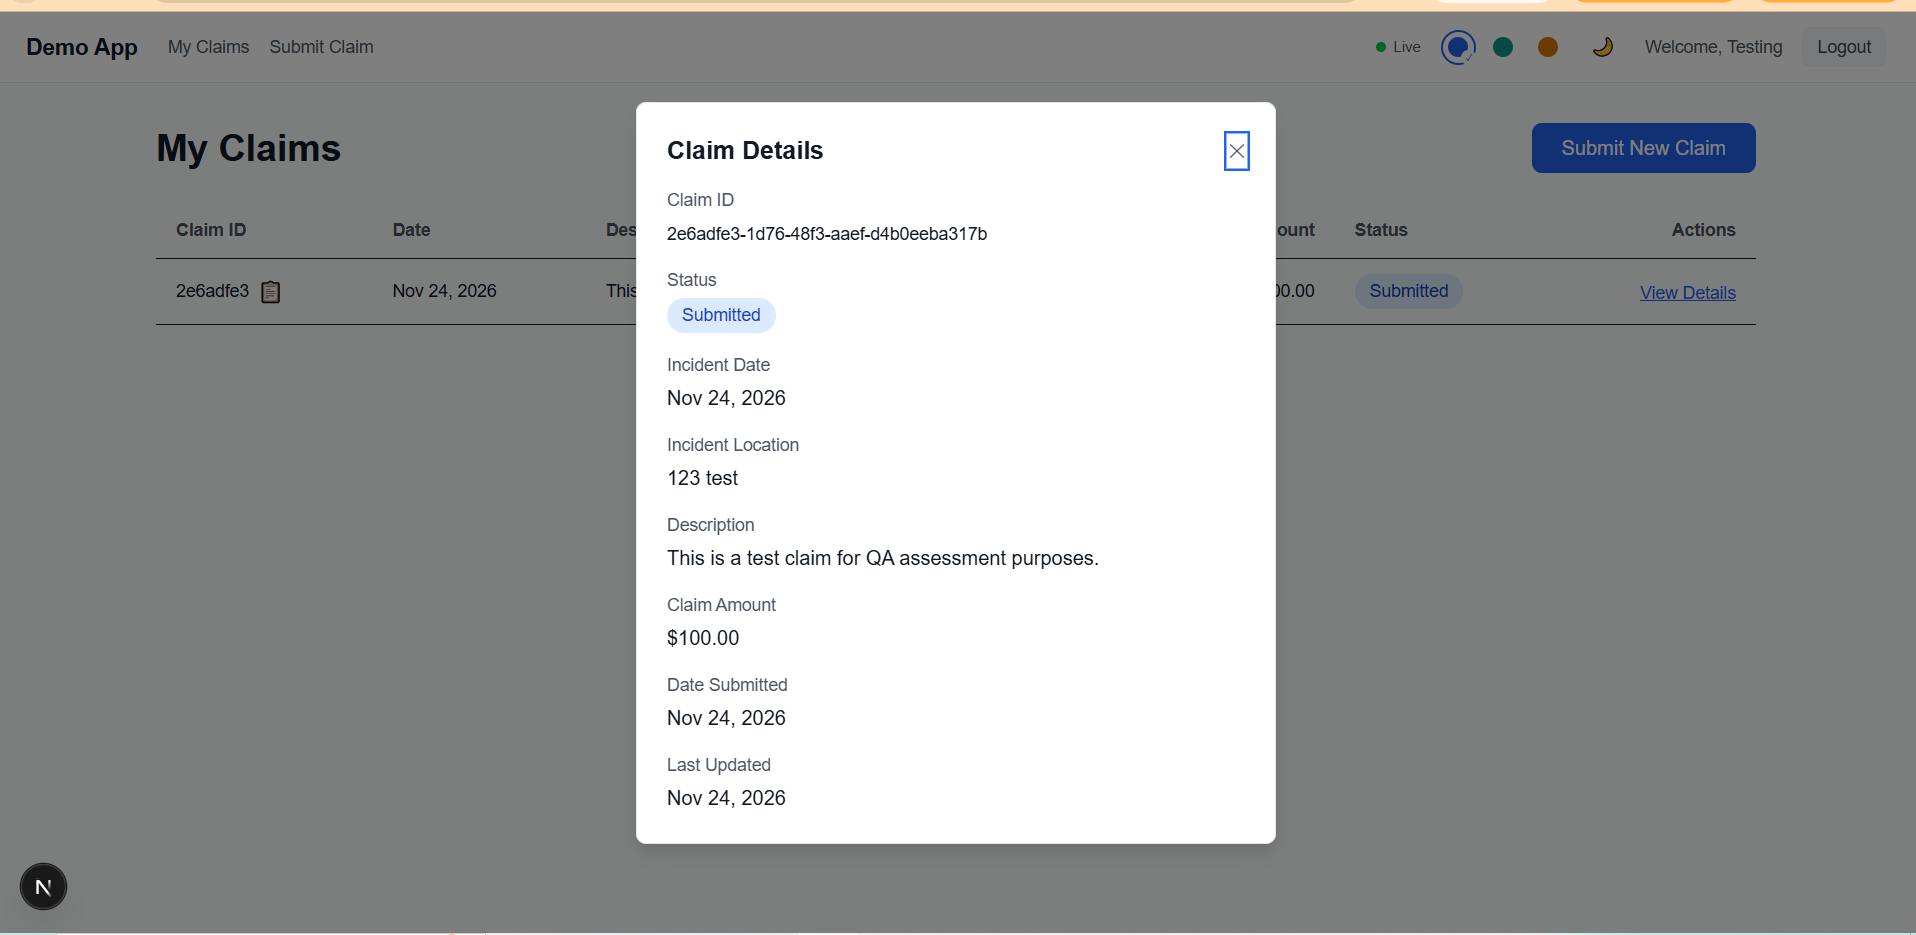 Demo App My Claims Submit Claim Live Welcome, Testing Logout
My Claims
Submit New Claim
Claim ID Date Des ount Status Actions
2e6adfe3 Nov 24, 2026 This 00.00 Submitted View Details
Claim Details
Claim ID
2e6adfe3-1d76-48f3-aaef-d4b0eeba317b
Status
Submitted
Incident Date
Nov 24, 2026
Incident Location
123 test
Description
This is a test claim for QA assessment purposes.
Claim Amount
$100.00
Date Submitted
Nov 24, 2026
Last Updated
Nov 24, 2026
N